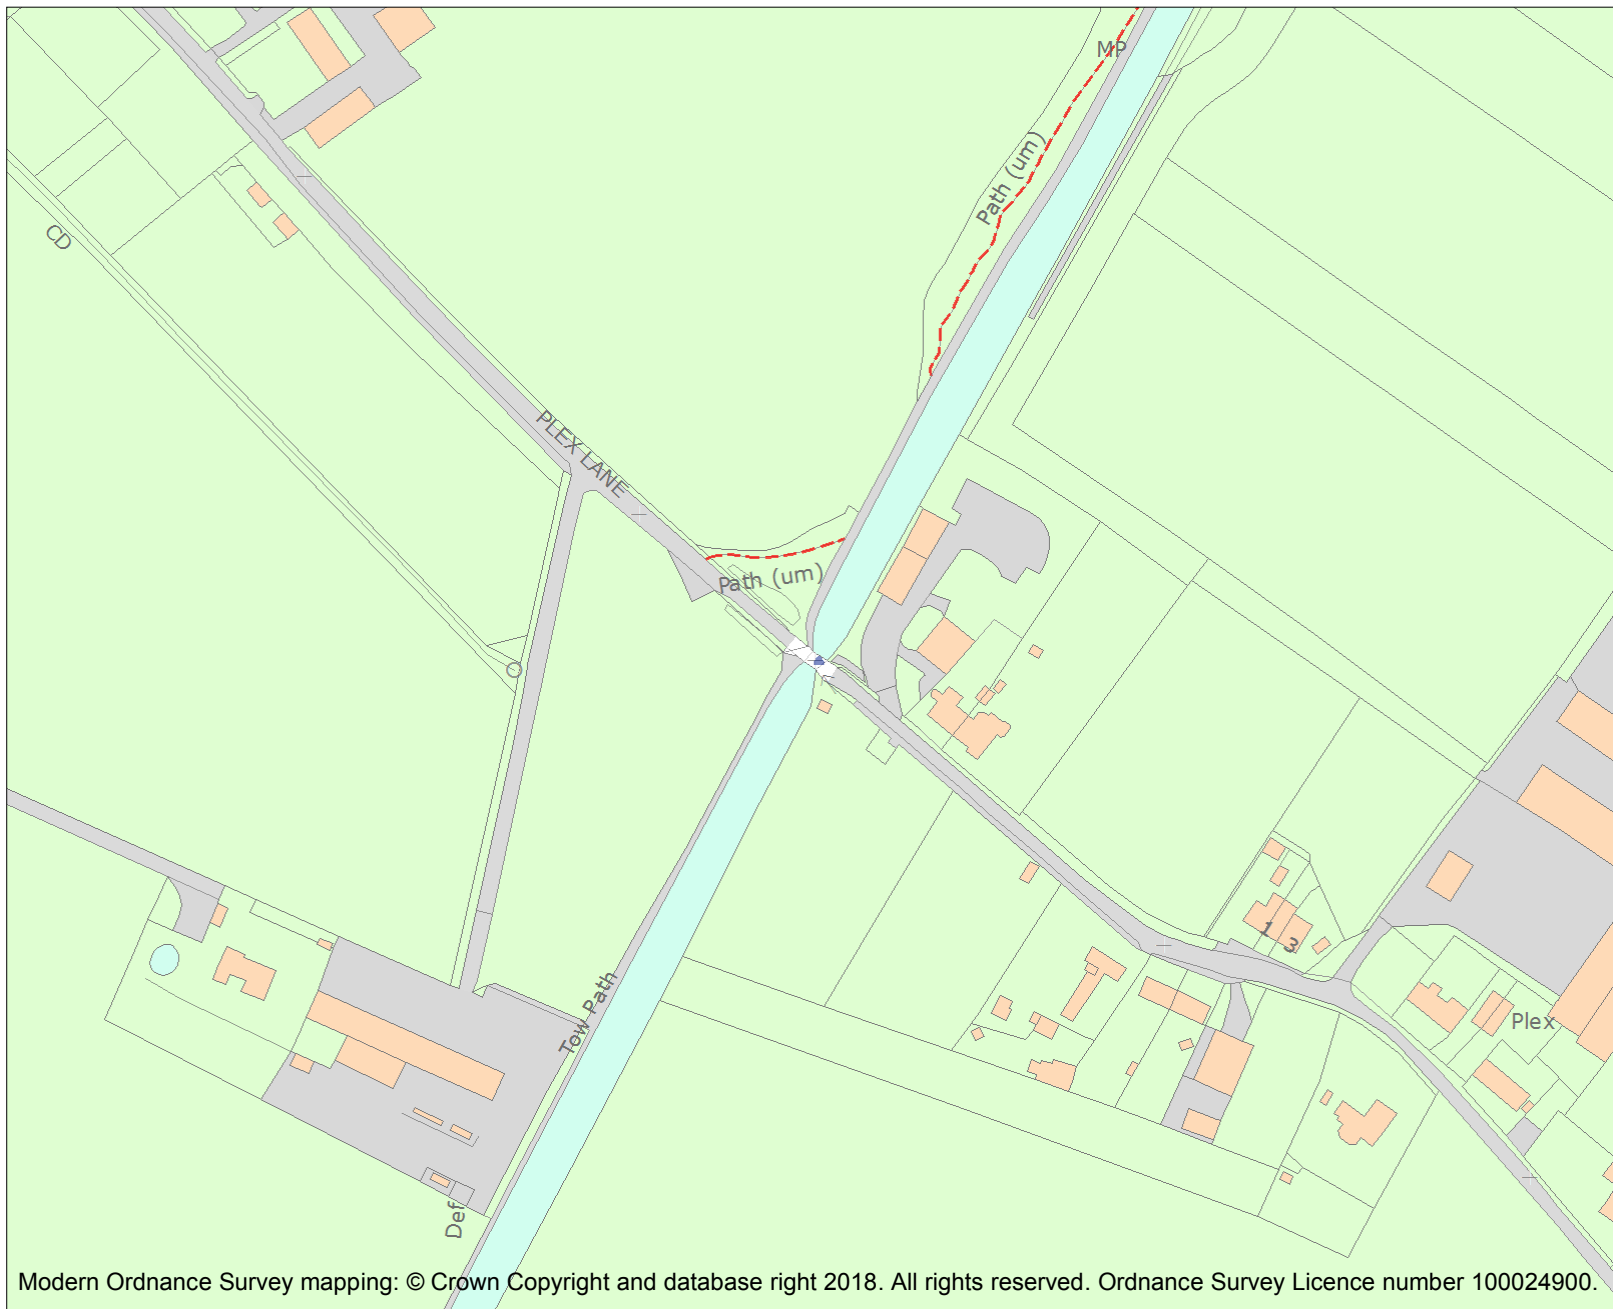 MP
Path (um)
CD
PLEX LANE
Path (um)
1
3
Tow Path
Plex
Def
Modern Ordnance Survey mapping: © Crown Copyright and database right 2018. All rights reserved. Ordnance Survey Licence number 100024900.